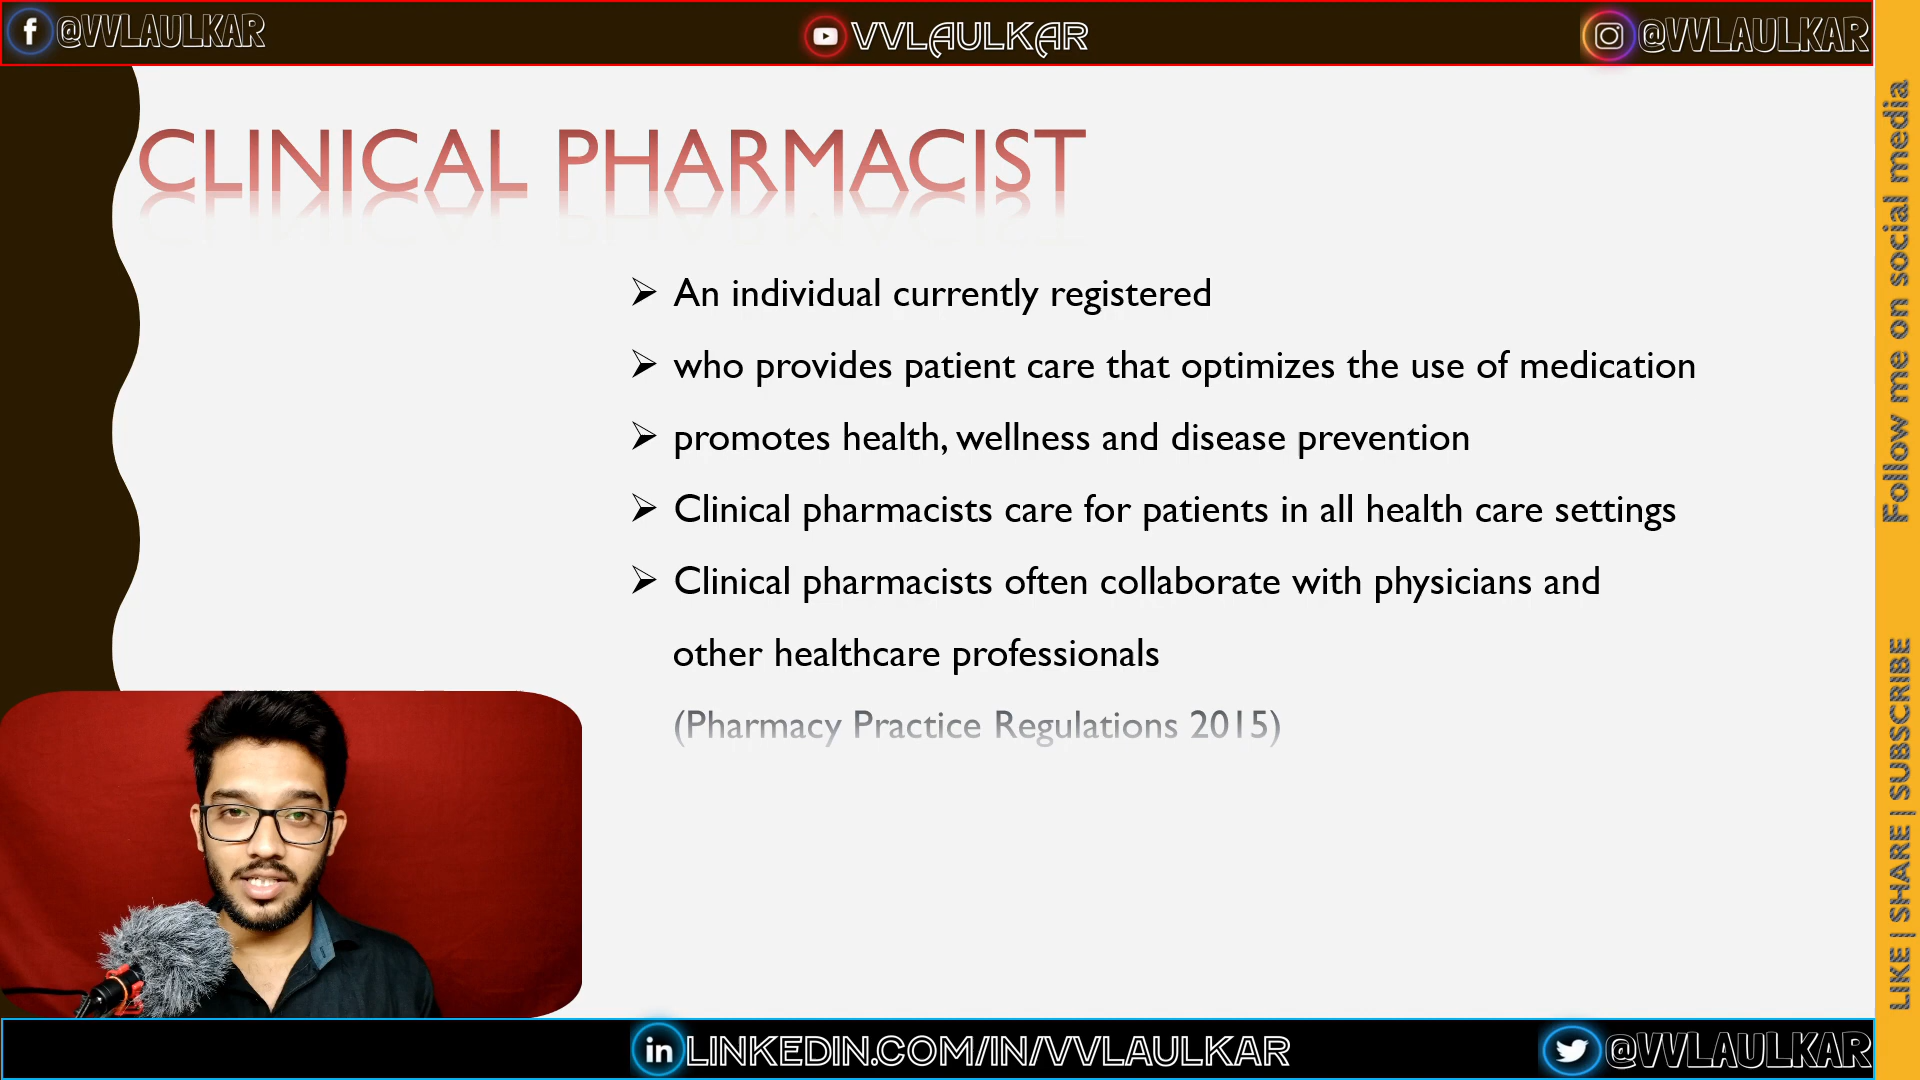 @VVLAULKAR
VVLAULKAR
@VVLAULKAR
CLINICAL PHARMACIST
An individual currently registered
who provides patient care that optimizes the use of medication
promotes health, wellness and disease prevention
Clinical pharmacists care for patients in all health care settings
Clinical pharmacists often collaborate with physicians and
other healthcare professionals
(Pharmacy Practice Regulations 2015)
Follow me on social media
LIKE | SHARE | SUBSCRIBE
in LINKEDIN.COM/IN/VVLAULKAR
@VVLAULKAR